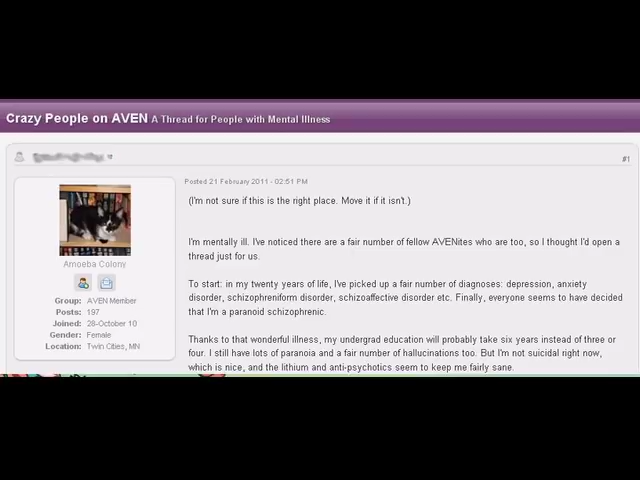 Crazy People on AVEN A Thread for People with Mental Illness
#1
Posted 21 February 2011 - 02:51 PM
(I'm not sure if this is the right place. Move it if it isn't.)
Amoeba Colony
Group: AVEN Member
Posts: 197
Joined: 28-October 10
Gender: Female
Location: Twin Cities, MN
I'm mentally ill. I've noticed there are a fair number of fellow AVENites who are too, so I thought I'd open a
thread just for us.
To start: in my twenty years of life, I've picked up a fair number of diagnoses: depression, anxiety
disorder, schizophreniform disorder, schizoaffective disorder etc. Finally, everyone seems to have decided
that I'm a paranoid schizophrenic.
Thanks to that wonderful illness, my undergrad education will probably take six years instead of three or
four. I still have lots of paranoia and a fair number of hallucinations too. But I'm not suicidal right now,
which is nice, and the lithium and anti-psychotics seem to keep me fairly sane.